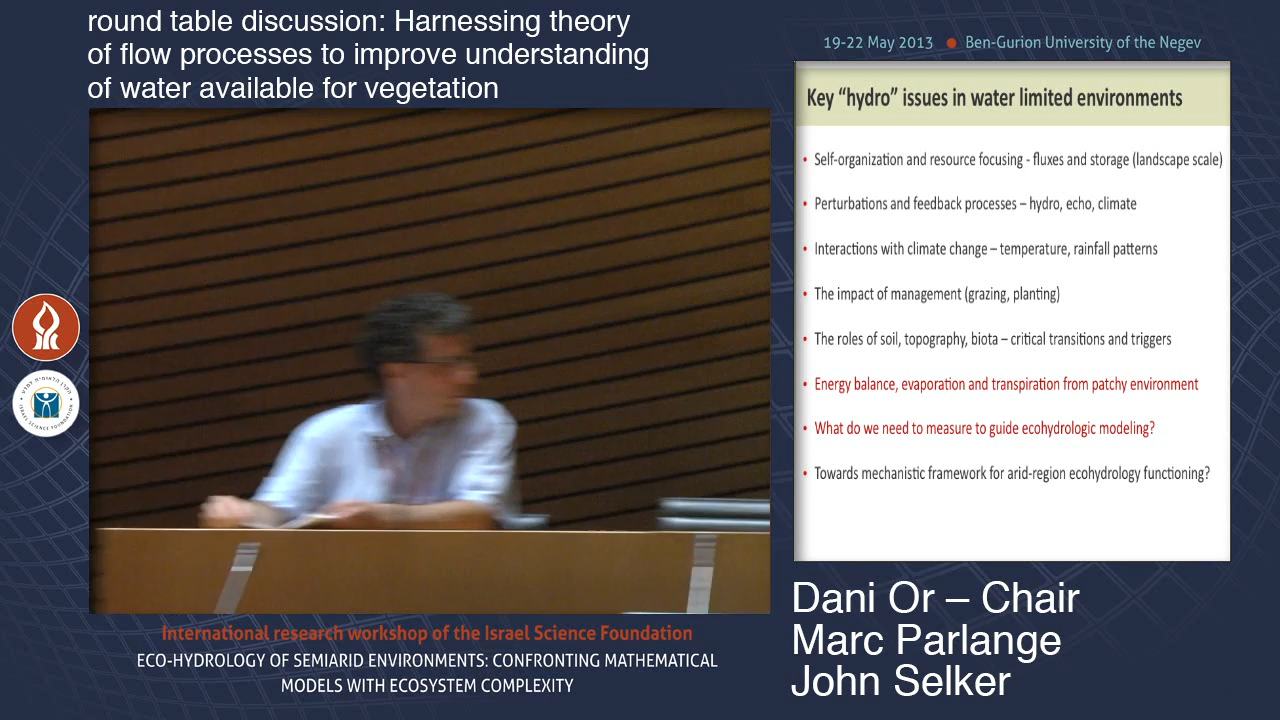 round table discussion: Harnessing theory
of flow processes to improve understanding
of water available for vegetation
19-22 May 2013 ● Ben-Gurion University of the Negev
Key “hydro” issues in water limited environments
• Self-organization and resource focusing - fluxes and storage (landscape scale)
• Perturbations and feedback processes – hydro, echo, climate
• Interactions with climate change – temperature, rainfall patterns
• The impact of management (grazing, planting)
• The roles of soil, topography, biota – critical transitions and triggers
• Energy balance, evaporation and transpiration from patchy environment
• What do we need to measure to guide ecohydrologic modeling?
• Towards mechanistic framework for arid-region ecohydrology functioning?
Dani Or – Chair
Marc Parlange
John Selker
International research workshop of the Israel Science Foundation
ECO-HYDROLOGY OF SEMIARID ENVIRONMENTS: CONFRONTING MATHEMATICAL
MODELS WITH ECOSYSTEM COMPLEXITY
ISRAEL SCIENCE FOUNDATION